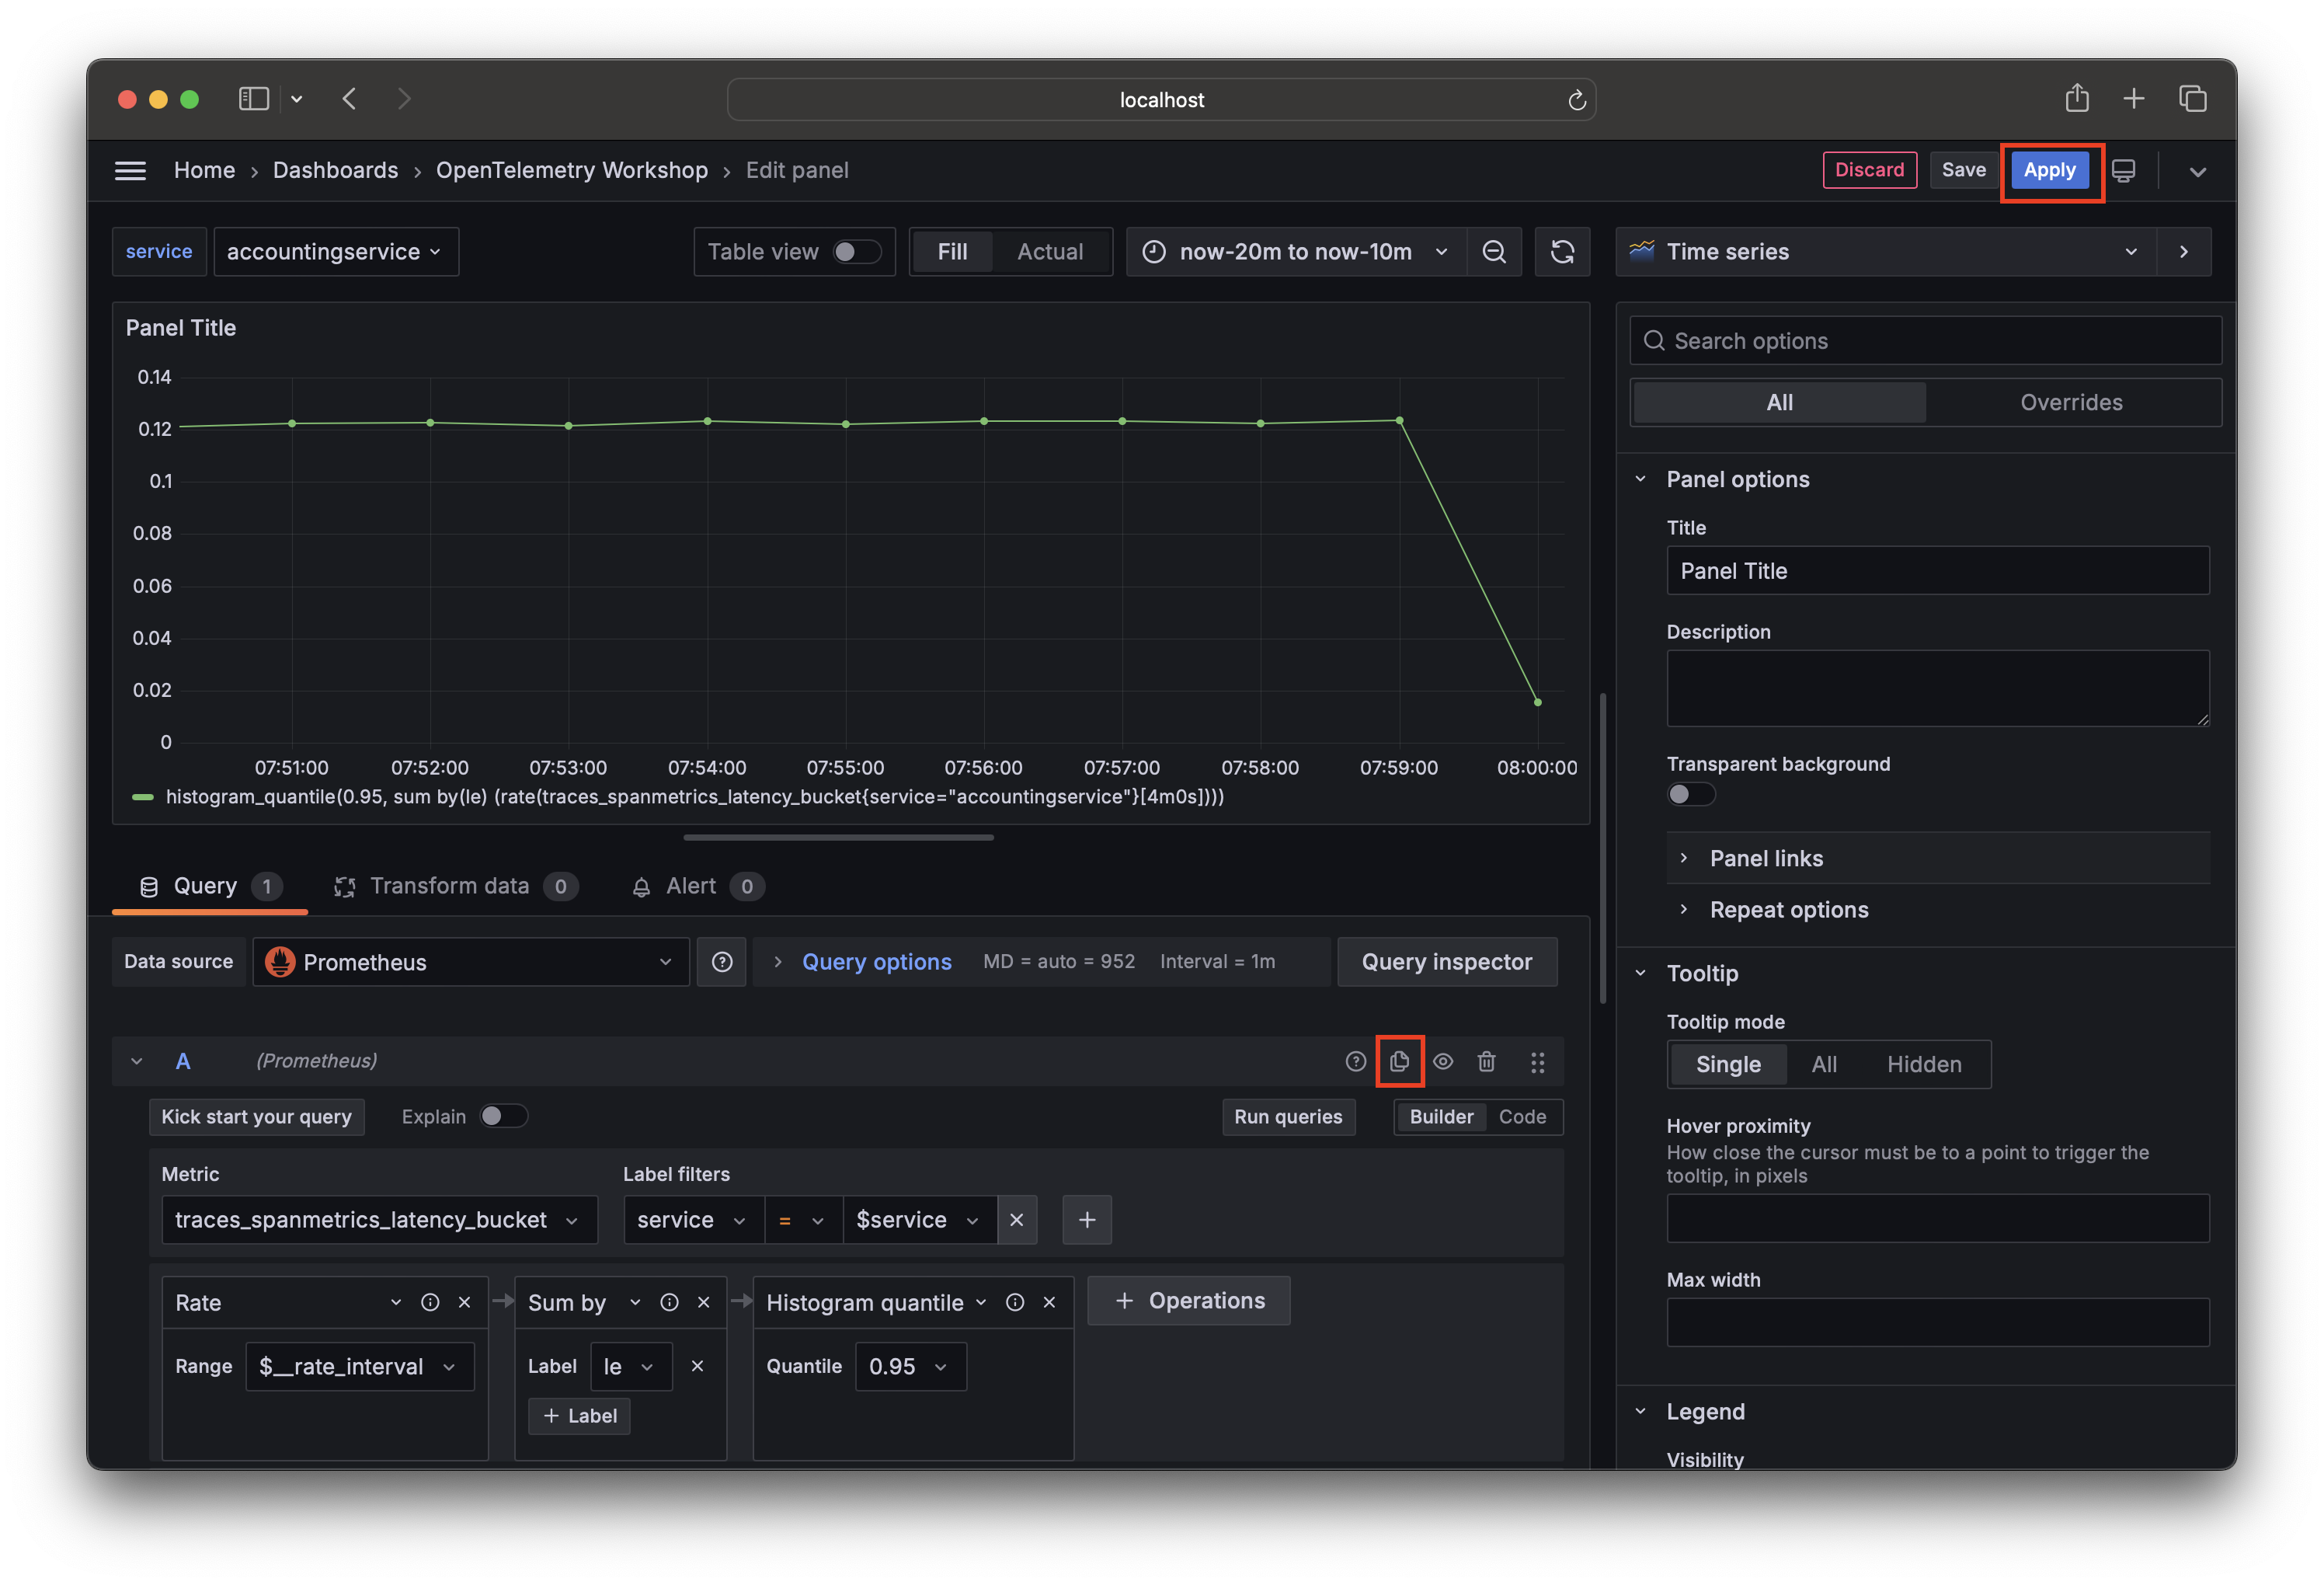 localhost
Home › Dashboards › OpenTelemetry Workshop › Edit panel
Discard Save Apply
service accountingservice
Table view Fill Actual now-20m to now-10m
Time series
Panel Title
0.14
0.12
0.1
0.08
0.06
0.04
0.02
0
07:51:00 07:52:00 07:53:00 07:54:00 07:55:00 07:56:00 07:57:00 07:58:00 07:59:00 08:00:00
histogram_quantile(0.95, sum by(le) (rate(traces_spanmetrics_latency_bucket{service="accountingservice"}[4m0s])))
Query 1 Transform data 0 Alert 0
Data source Prometheus Query options MD = auto = 952 Interval = 1m Query inspector
A (Prometheus)
Kick start your query Explain Run queries Builder Code
Metric Label filters
traces_spanmetrics_latency_bucket service = $service
Rate Sum by Histogram quantile + Operations
Range $__rate_interval Label le Quantile 0.95
+ Label
Search options
All Overrides
Panel options
Title
Panel Title
Description
Transparent background
Panel links
Repeat options
Tooltip
Tooltip mode
Single All Hidden
Hover proximity
How close the cursor must be to a point to trigger the
tooltip, in pixels
Max width
Legend
Visibility